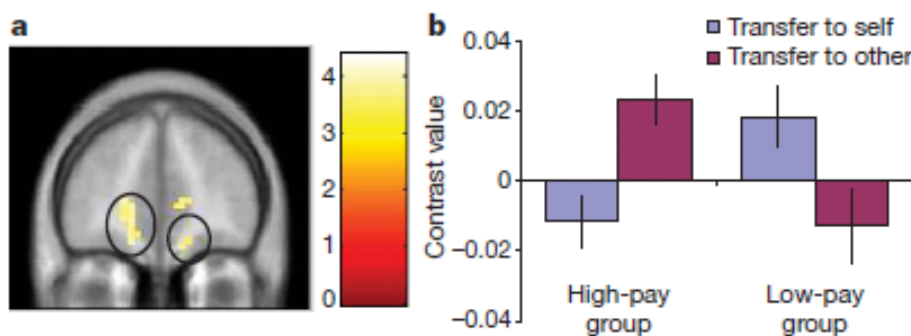 a
4
3
2
1
0
b
Transfer to self
Transfer to other
Contrast value
0.04
0.02
0
−0.02
−0.04
High-pay
group
Low-pay
group